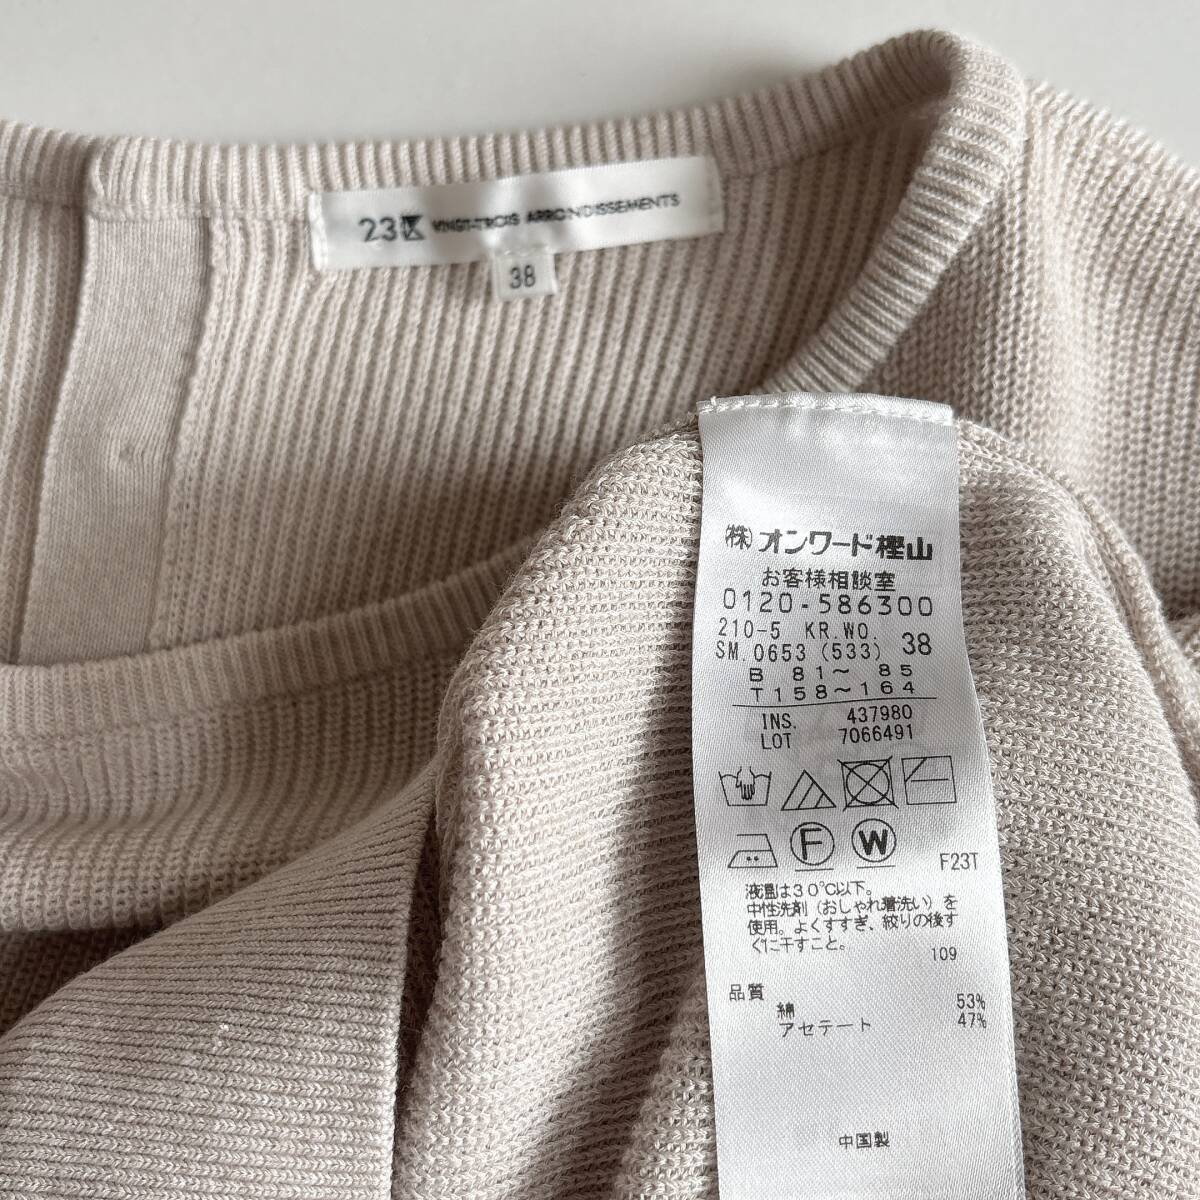 23区 VINGT-TROIS ARRONDISSEMENTS
38
㈱オンワード樫山
お客様相談室
0120-586300
210-5 KR.WO.
SM.0653 (533) 38
B 81～ 85
T158～164
INS. 437980
LOT 7066491
F W
F23T
液温は30℃以下。
中性洗剤（おしゃれ着洗い）を
使用。よくすすぎ、絞りの後す
ぐに干すこと。
109
品質
綿 53%
アセテート 47%
中国製